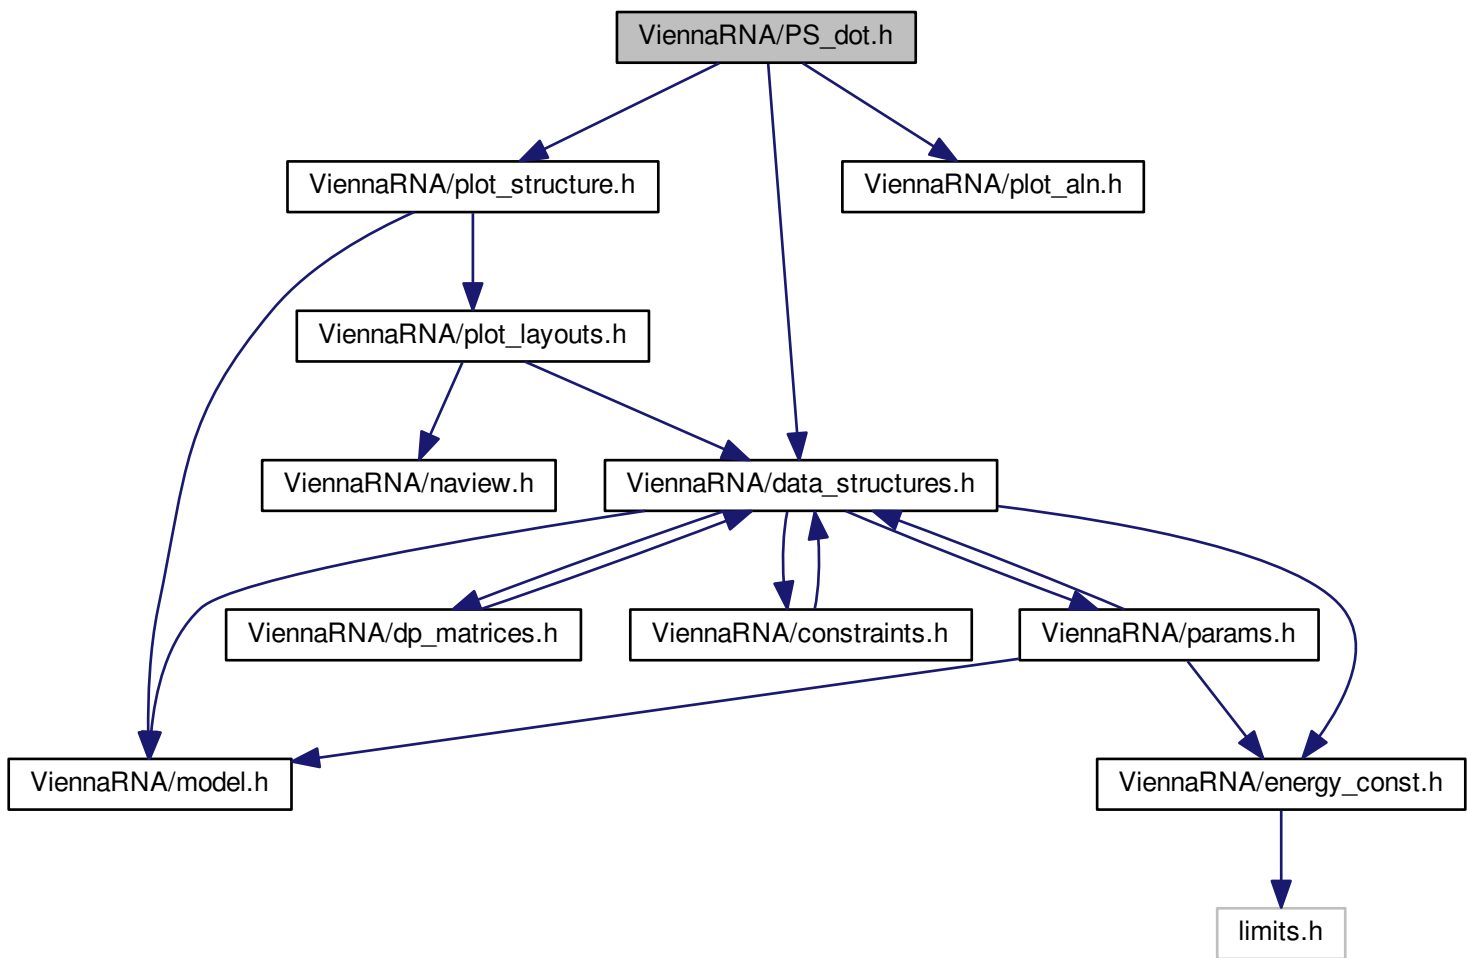 ViennaRNA/PS_dot.h
ViennaRNA/plot_structure.h
ViennaRNA/plot_aln.h
ViennaRNA/plot_layouts.h
ViennaRNA/naview.h
ViennaRNA/data_structures.h
ViennaRNA/dp_matrices.h
ViennaRNA/constraints.h
ViennaRNA/params.h
ViennaRNA/model.h
ViennaRNA/energy_const.h
limits.h